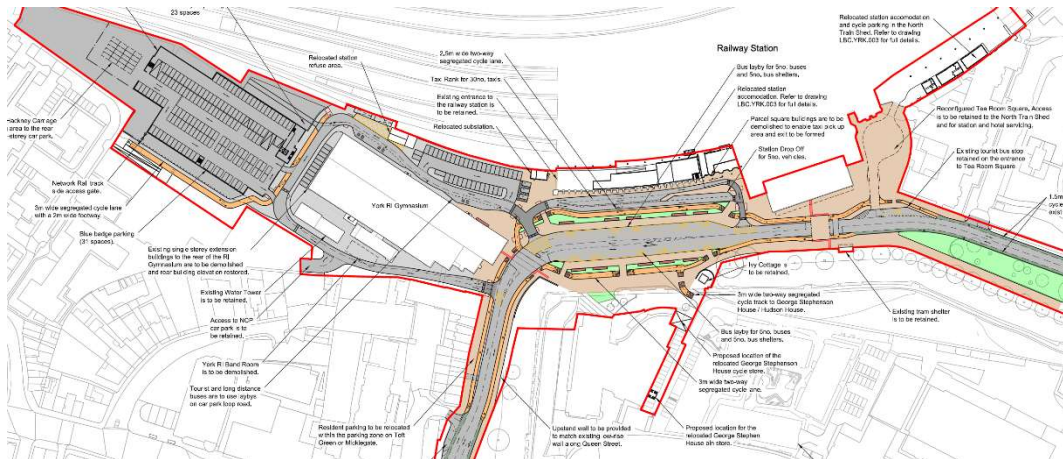 23 spaces
Relocated station
refuse area.
2.5m wide two-way
segregated cycle lane.
Taxi Rank for 30no. taxis.
Existing entrance to
the railway station is
to be retained.
Relocated substation.
Railway Station
Bus layby for 5no. buses
and 5no. bus shelters.
Relocated station
accomodation. Refer to drawing
LBC.YRK.003 for full details.
Parcel square buildings are to be
demolished to enable taxi pick up
area and exit to be formed
Station Drop Off
for 5no. vehicles.
Relocated station accomodation
and cycle parking in the North
Train Shed. Refer to drawing
LBC.YRK.003 for full details.
Reconfigured Tea Room Square, Access
is to be retained to the North Train Shed
and for station and hotel servicing.
Existing tourist bus stop
retained on the entrance
to Tea Room Square.
1.5m
cycle
exist
Hackney Carriage
area to the rear
storey car park.
Network Rail track
side access gate.
3m wide segregated cycle lane
with a 2m wide footway.
Blue badge parking
(31 spaces).
Existing single storey extension
buildings to the rear of the RI
Gymnasium are to be demolished
and rear building elevation restored.
York RI Gymnasium
Existing Water Tower
is to be retained.
Access to NCP
car park is to
be retained.
York RI Band Room
is to be demolished.
Tourist and long distance
buses are to use laybys
on car park loop road.
Resident parking to be relocated
within the parking zone on Toft
Green or Micklegate.
Upstand wall to be provided
to match existing low-rise
wall along Queen Street.
Ivy Cottage is
to be retained.
3m wide two-way segregated
cycle track to George Stephenson
House / Hudson House.
Bus layby for 5no. buses
and 5no. bus shelters.
Proposed location of the
relocated George Stephenson
House cycle store.
3m wide two-way
segregated cycle lane.
Proposed location for the
relocated George Stephen
House bin store.
Existing tram shelter
is to be retained.